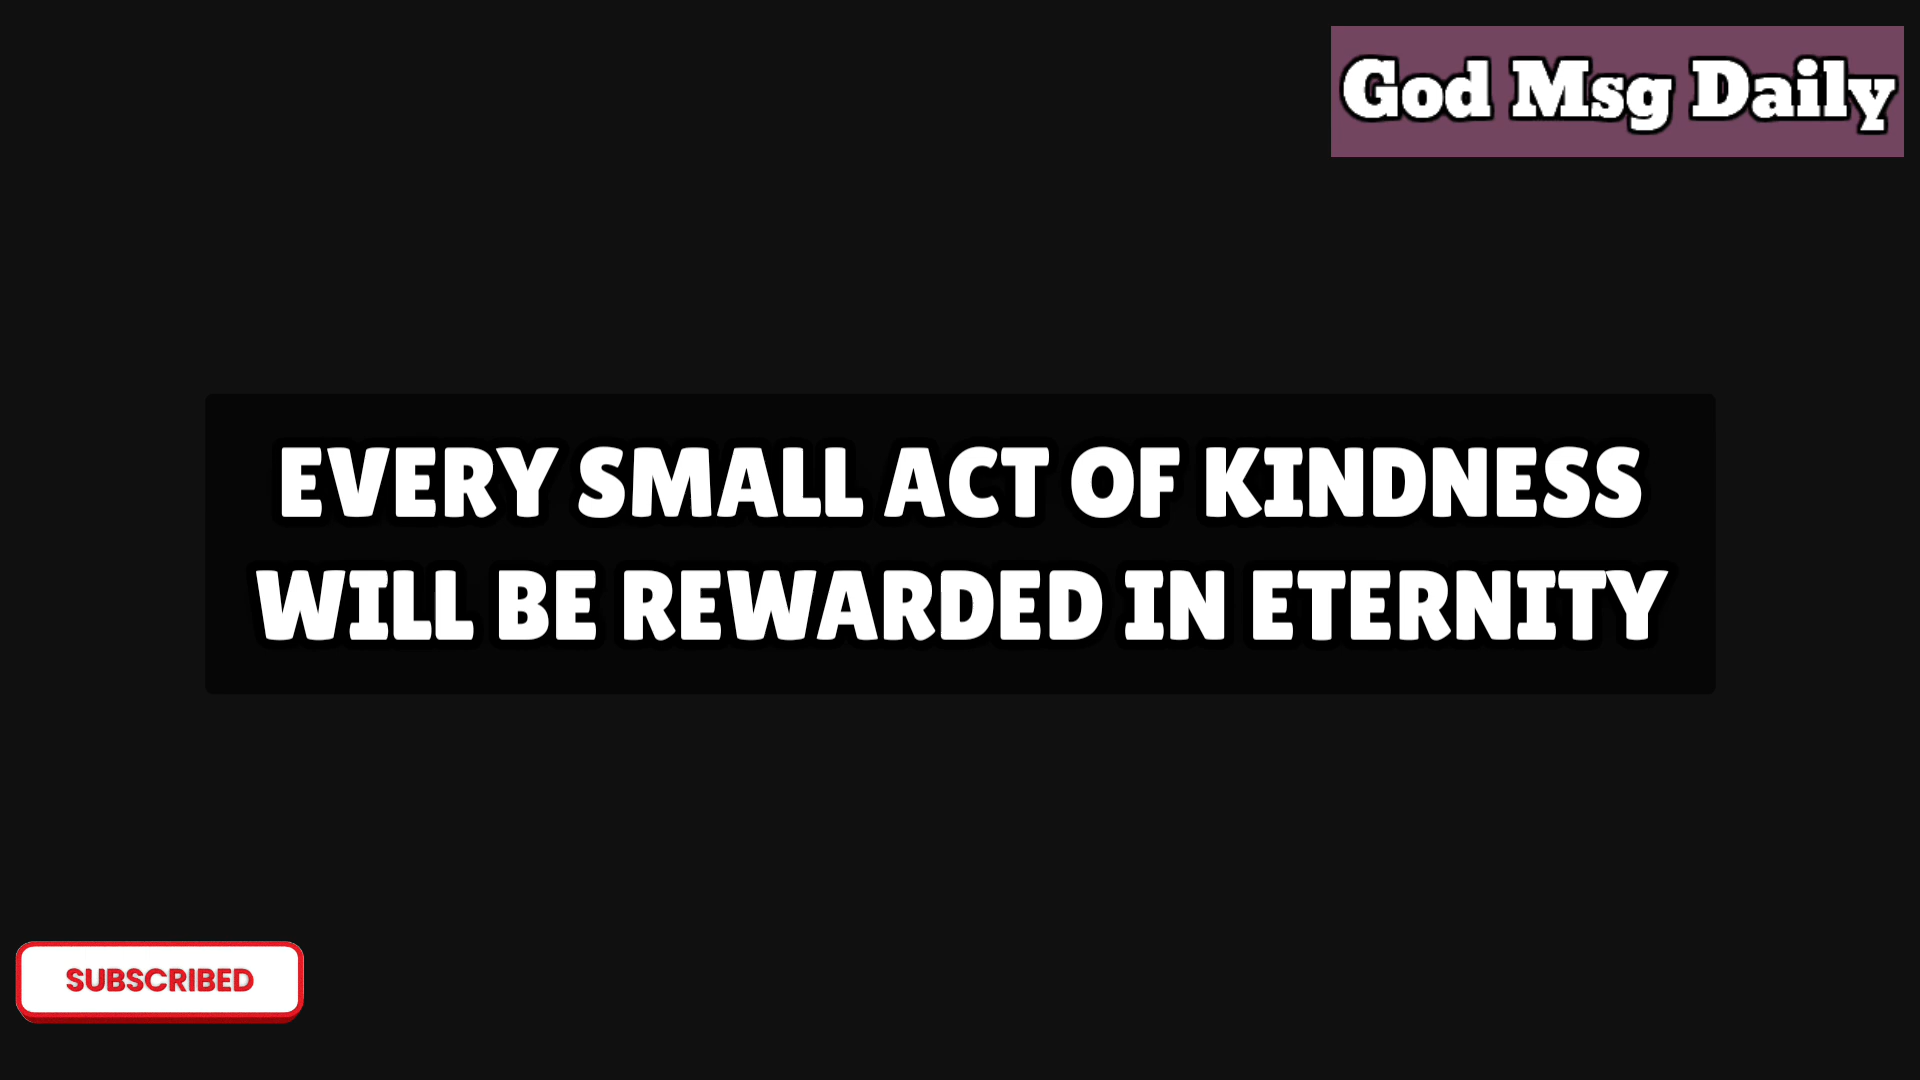 God Msg Daily
EVERY SMALL ACT OF KINDNESS
WILL BE REWARDED IN ETERNITY
SUBSCRIBED